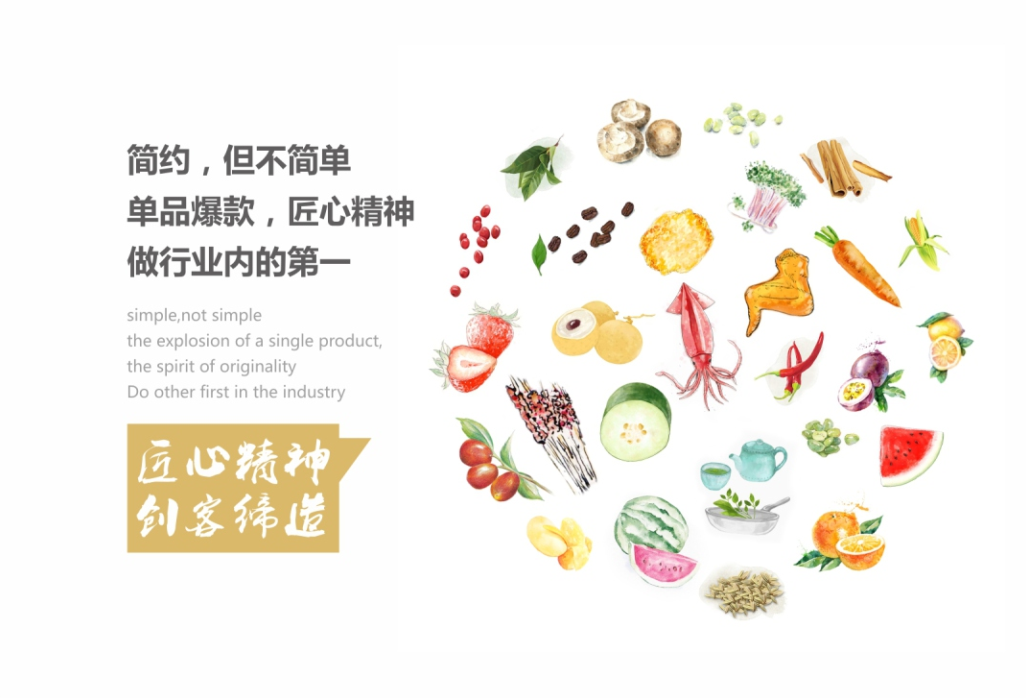 简约，但不简单
单品爆款，匠心精神
做行业内的第一
simple,not simple
the explosion of a single product,
the spirit of originality
Do other first in the industry
匠心精神
创客缔造